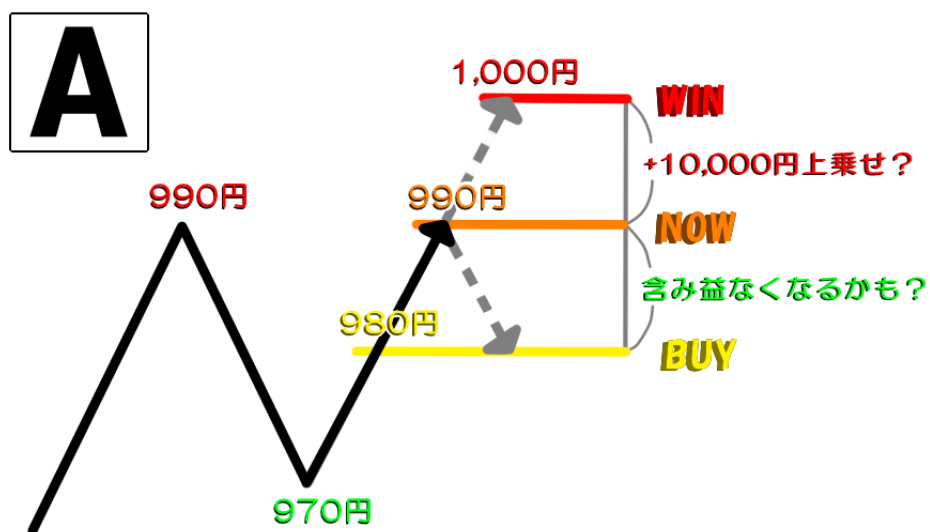 A
1,000円
WIN
+10,000円上乗せ？
990円
990円
NOW
含み益なくなるかも？
980円
BUY
970円